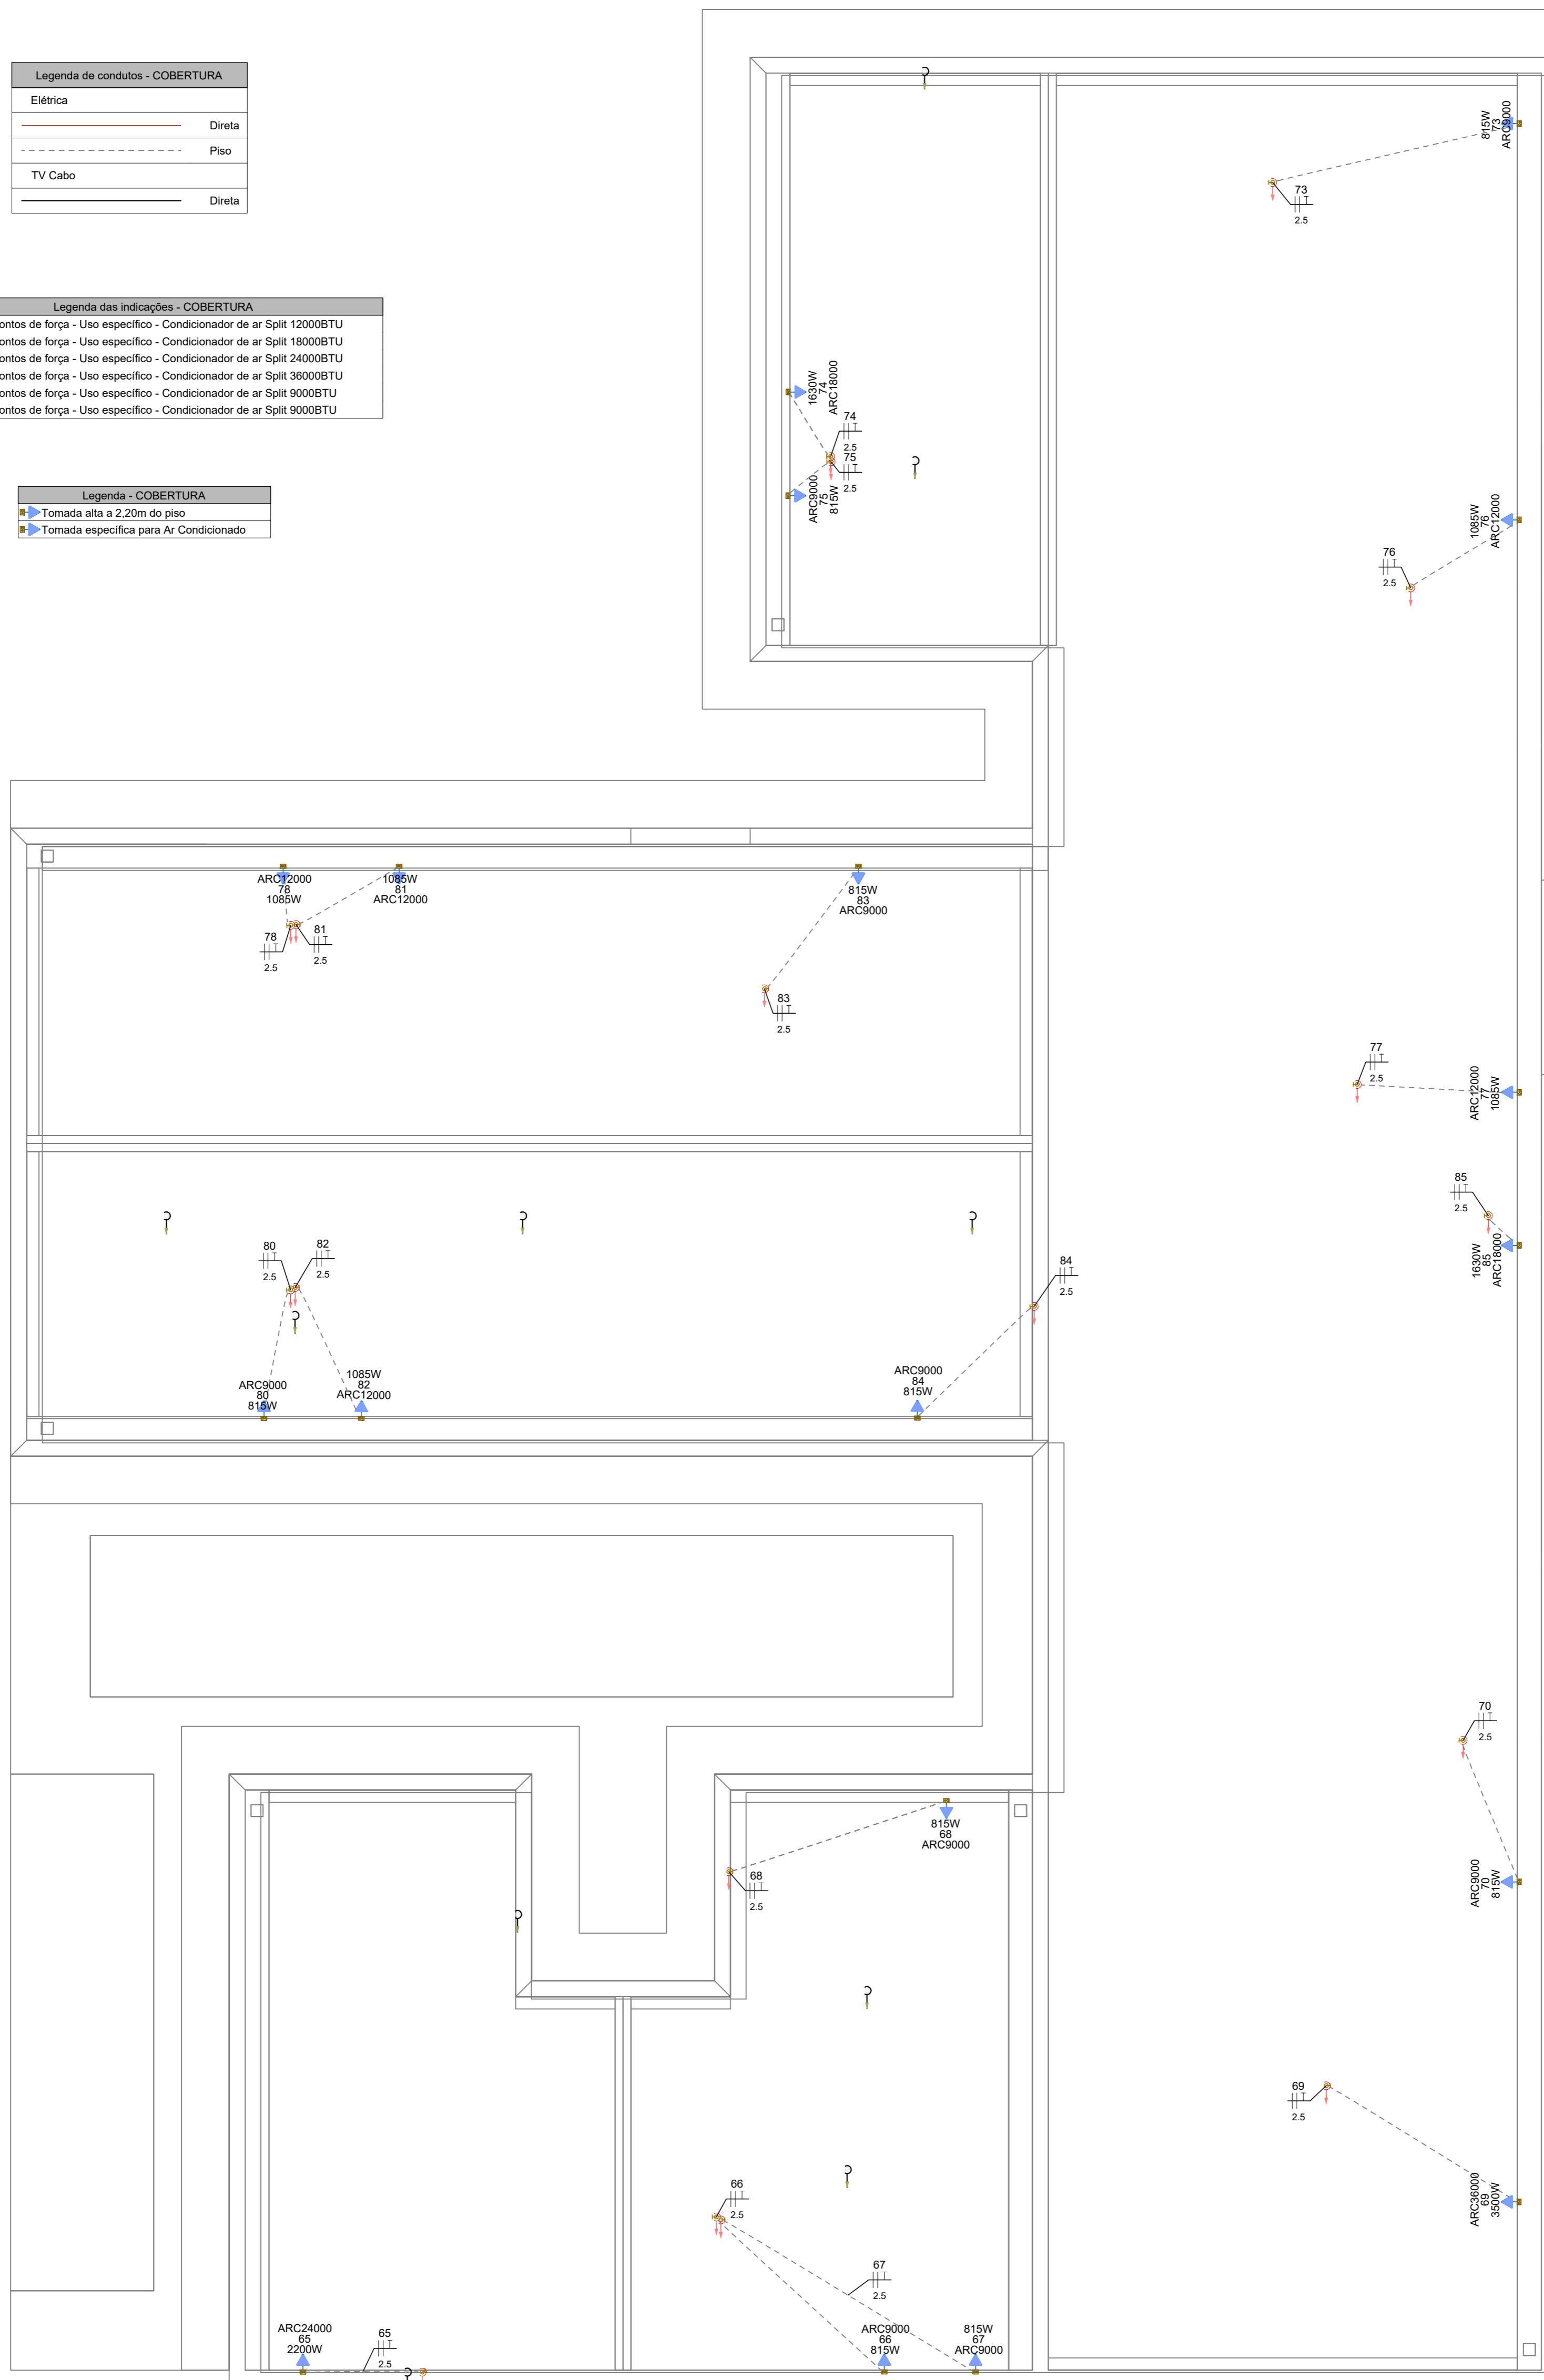 Legenda de condutos - COBERTURA
Elétrica
Direta
Piso
TV Cabo
Direta
Legenda das indicações - COBERTURA
ontos de força - Uso específico - Condicionador de ar Split 12000BTU
ontos de força - Uso específico - Condicionador de ar Split 18000BTU
ontos de força - Uso específico - Condicionador de ar Split 24000BTU
ontos de força - Uso específico - Condicionador de ar Split 36000BTU
ontos de força - Uso específico - Condicionador de ar Split 9000BTU
ontos de força - Uso específico - Condicionador de ar Split 9000BTU
Legenda - COBERTURA
Tomada alta a 2,20m do piso
Tomada específica para Ar Condicionado
815W
73
ARC9000
73
T
2.5
1630W
74
ARC18000
74
T
2.5
75
T
2.5
ARC9000
75
815W
1085W
76
ARC12000
76
T
2.5
ARC12000
78
1085W
1085W
81
ARC12000
815W
83
ARC9000
78
T
2.5
81
T
2.5
83
T
2.5
77
T
2.5
ARC12000
77
1085W
85
T
2.5
1630W
85
ARC18000
80
T
2.5
82
T
2.5
84
T
2.5
ARC9000
80
815W
1085W
82
ARC12000
ARC9000
84
815W
70
T
2.5
ARC9000
70
815W
815W
68
ARC9000
68
T
2.5
69
T
2.5
ARC36000
69
3500W
66
T
2.5
67
T
2.5
ARC24000
65
2200W
65
T
2.5
ARC9000
66
815W
815W
67
ARC9000